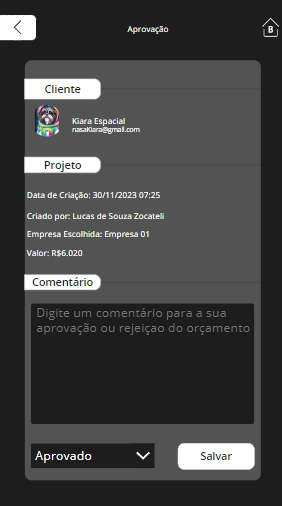 Aprovação
B
Cliente
Kiara Espacial
nasaKiara@gmail.com
Projeto
Data de Criação: 30/11/2023 07:25
Criado por: Lucas de Souza Zocateli
Empresa Escolhida: Empresa 01
Valor: R$6.020
Comentário
Digite um comentário para a sua
aprovação ou rejeiçao do orçamento
Aprovado
Salvar